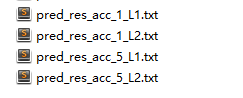 pred_res_acc_1_L1.txt
pred_res_acc_1_L2.txt
pred_res_acc_5_L1.txt
pred_res_acc_5_L2.txt